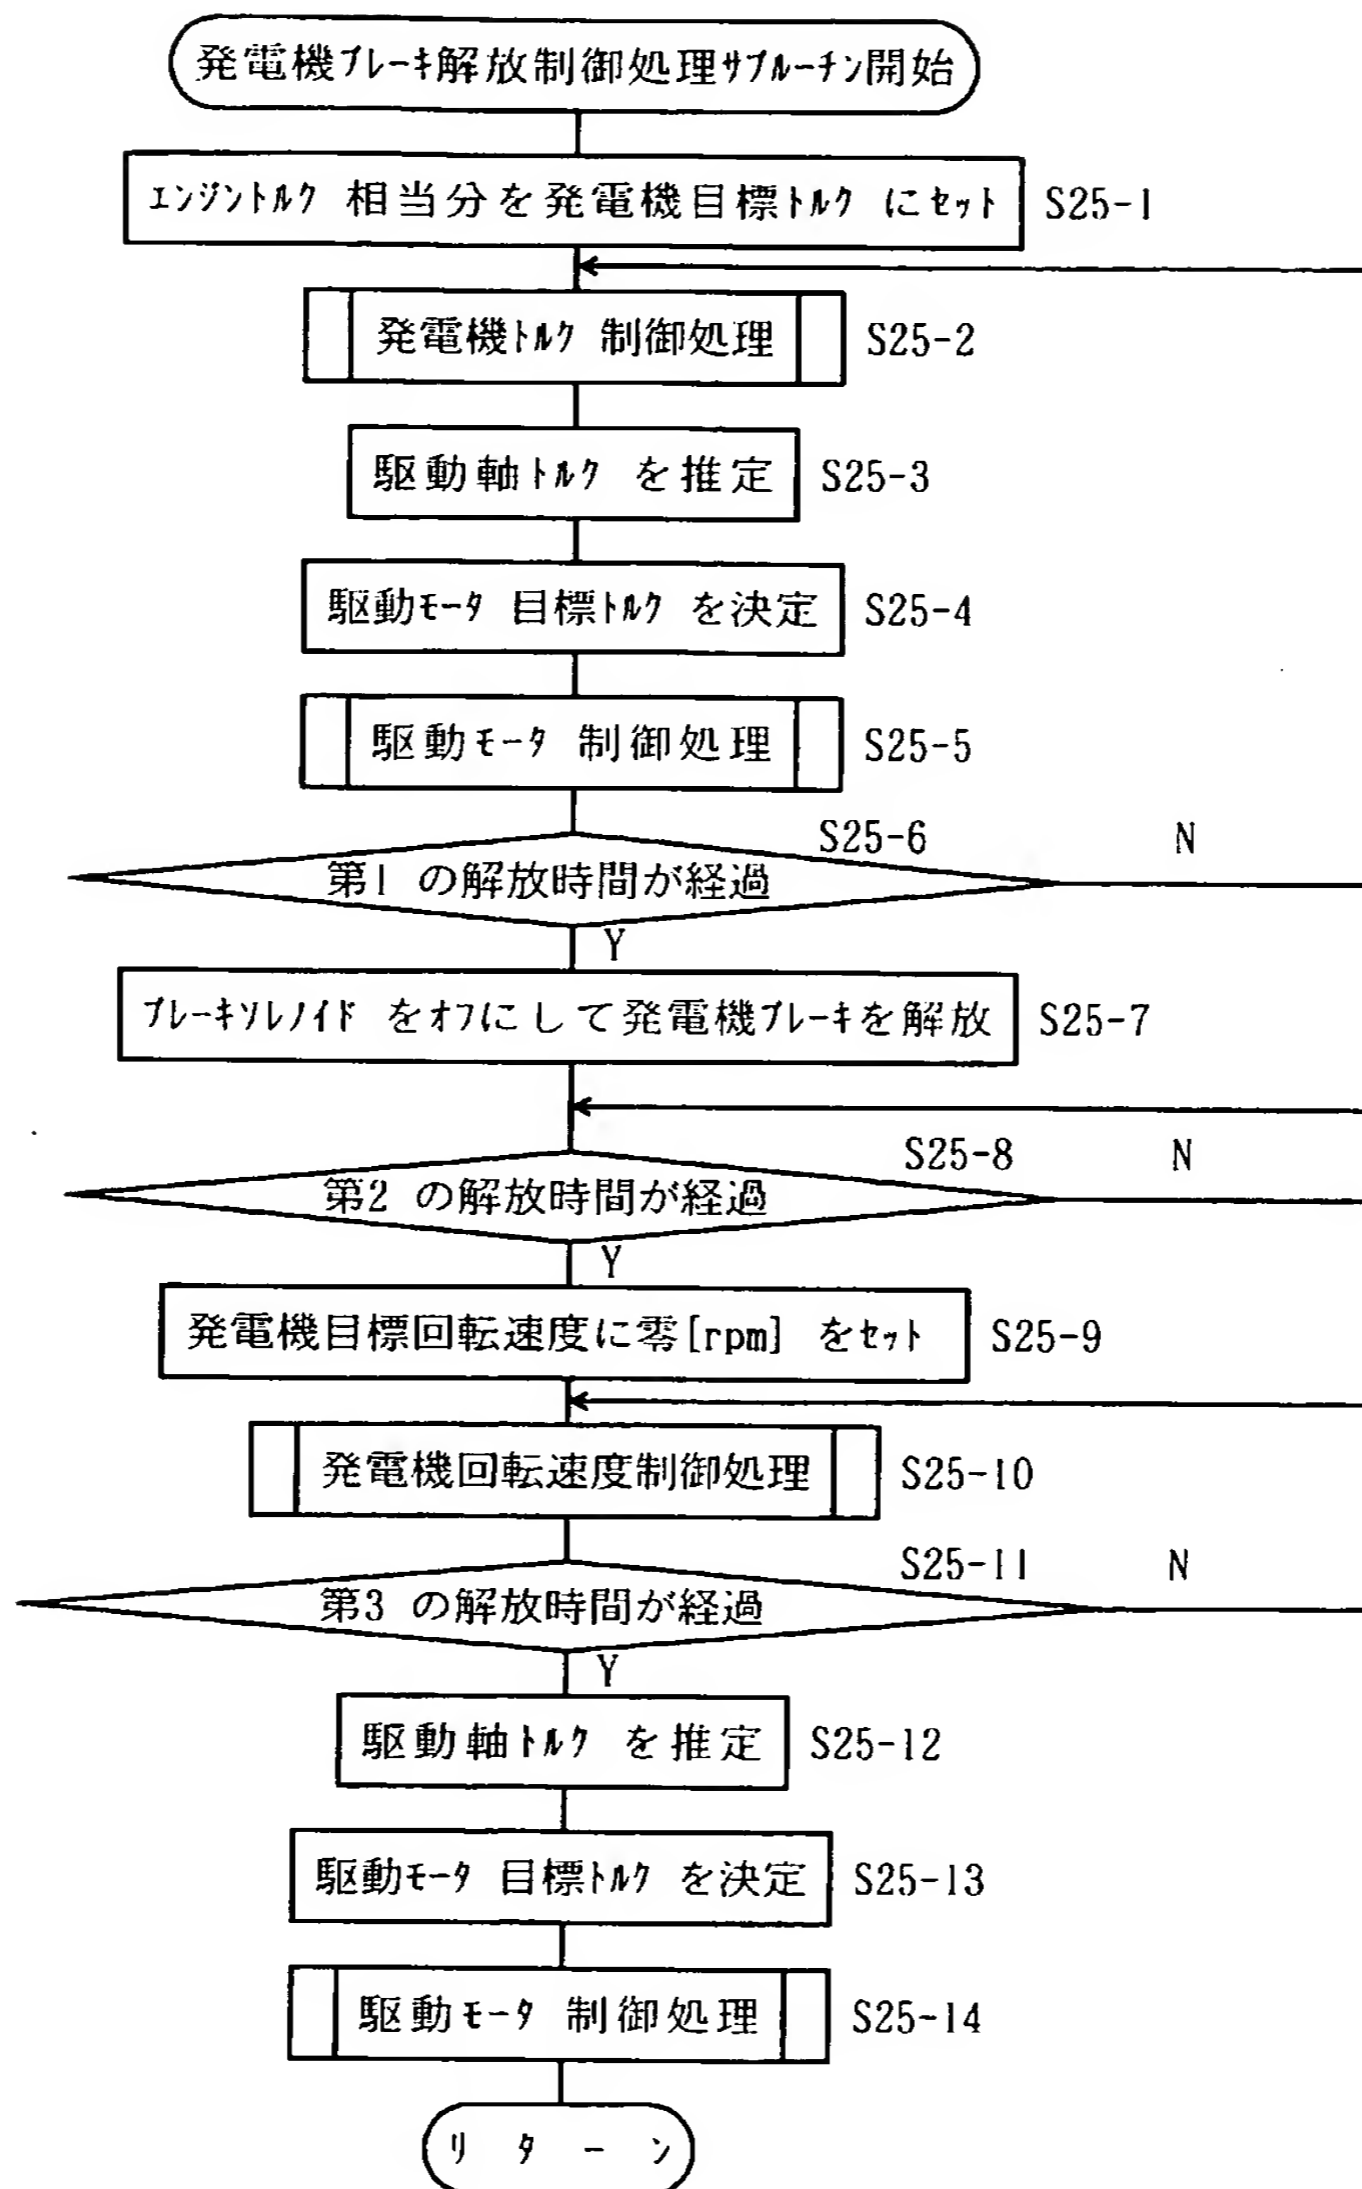 発電機ブレーキ解放制御処理サブルーチン開始
エンジントルク 相当分を発電機目標トルク にセット S25-1
発電機トルク 制御処理 S25-2
駆動軸トルク を推定 S25-3
駆動モータ 目標トルク を決定 S25-4
駆動モータ 制御処理 S25-5
S25-6 N
第1 の解放時間が経過
Y
ブレーキソレノイド をオフにして発電機ブレーキを解放 S25-7
S25-8 N
第2 の解放時間が経過
Y
発電機目標回転速度に零[rpm] をセット S25-9
発電機回転速度制御処理 S25-10
S25-11 N
第3 の解放時間が経過
Y
駆動軸トルク を推定 S25-12
駆動モータ 目標トルク を決定 S25-13
駆動モータ 制御処理 S25-14
リターン